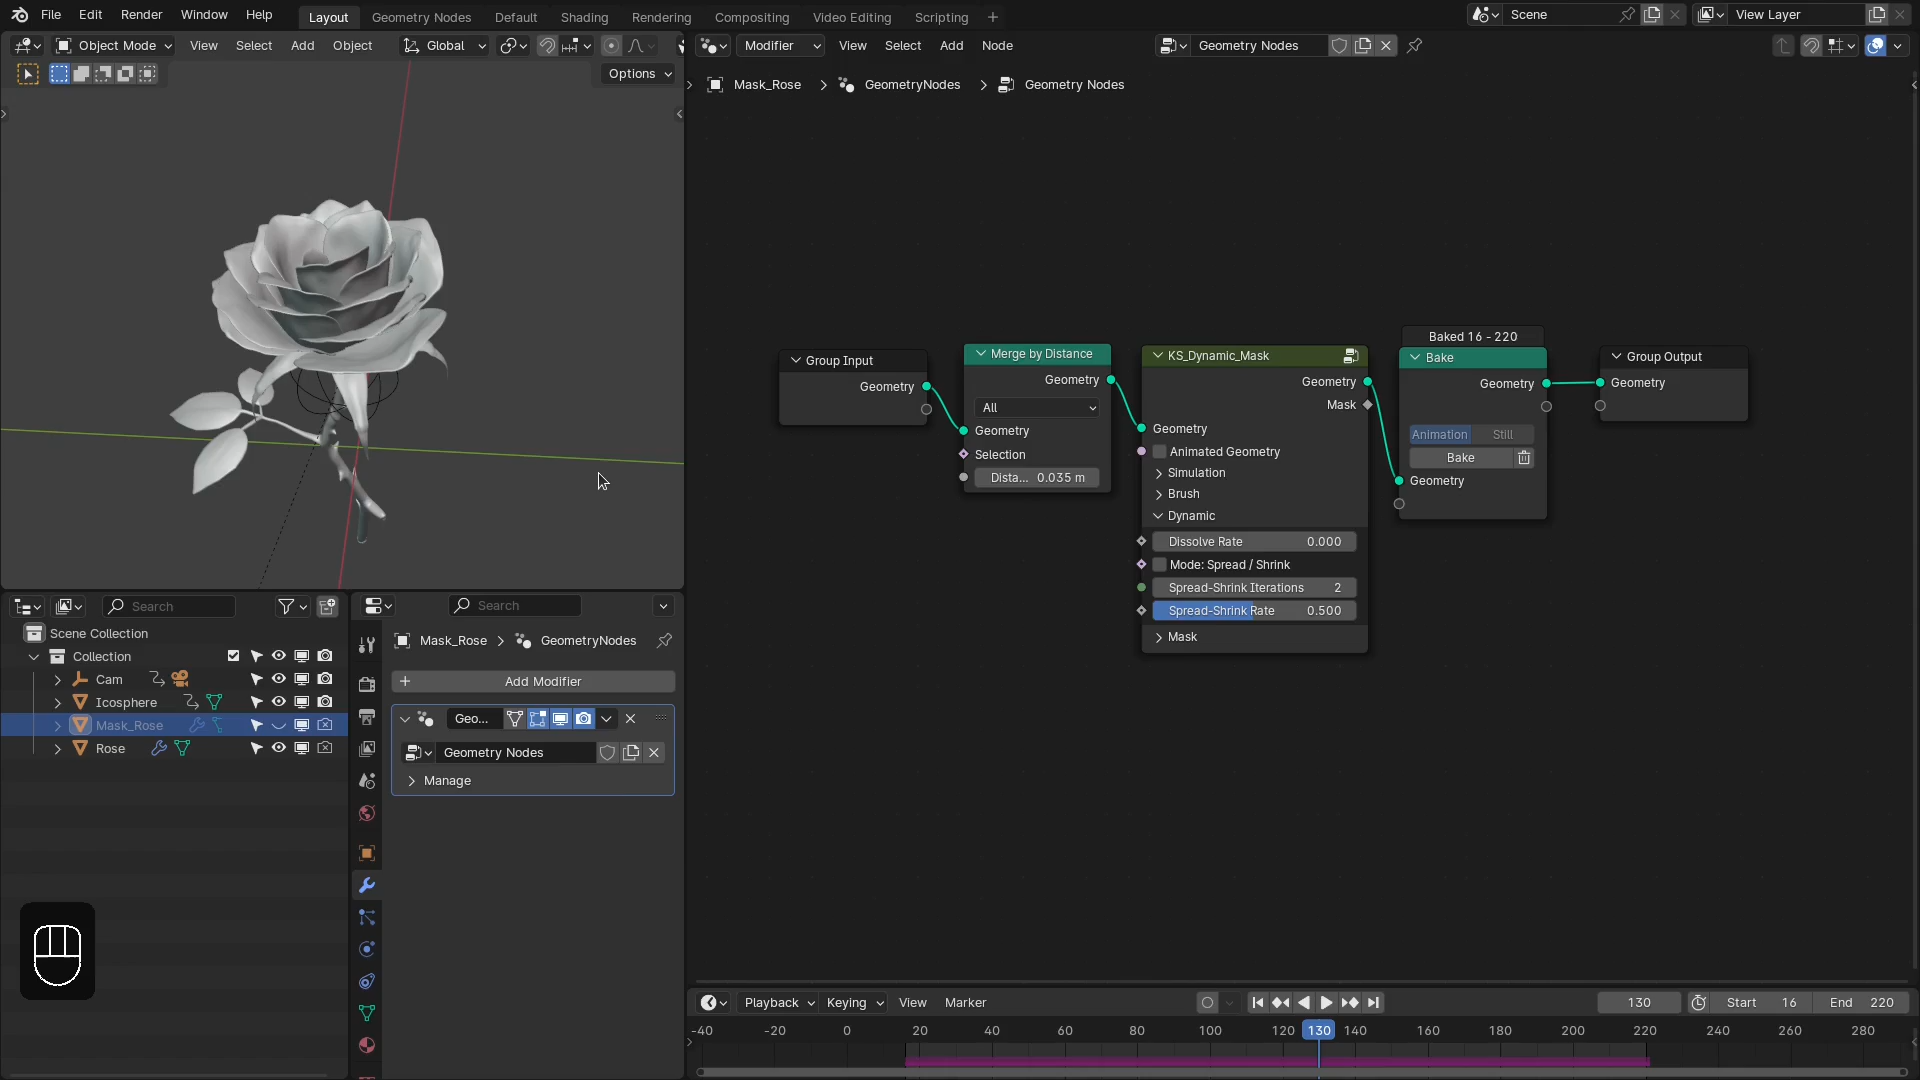 File Edit Render Window Help
Layout Geometry Nodes Default Shading Rendering Compositing Video Editing Scripting
Scene
View Layer
Object Mode View Select Add Object Global
Options
Modifier View Select Add Node Geometry Nodes
Mask_Rose GeometryNodes Geometry Nodes
Group Input
Geometry
Merge by Distance
Geometry
All
Geometry
Selection
Dista... 0.035 m
KS_Dynamic_Mask
Geometry
Mask
Geometry
Animated Geometry
Simulation
Brush
Dynamic
Dissolve Rate 0.000
Mode: Spread / Shrink
Spread-Shrink Iterations 2
Spread-Shrink Rate 0.500
Mask
Baked 16 - 220
Bake
Geometry
Animation Still
Bake
Geometry
Group Output
Geometry
Search
Scene Collection
Collection
Cam
Icosphere
Mask_Rose
Rose
Search
Mask_Rose GeometryNodes
Add Modifier
Geo...
Geometry Nodes
Manage
Playback Keying View Marker
130 Start 16 End 220
-40 -20 0 20 40 60 80 100 120 130 140 160 180 200 220 240 260 280